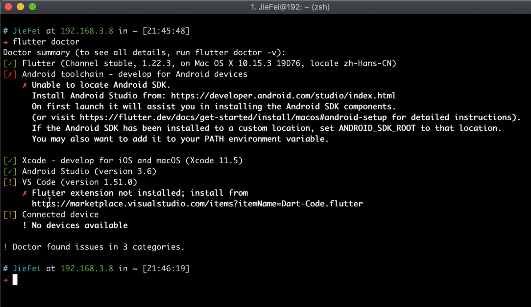 1. JieFei@192: ~ (zsh)
# JieFei at 192.168.3.8 in ~ [21:45:48]
→ flutter doctor
Doctor summary (to see all details, run flutter doctor -v):
[✓] Flutter (Channel stable, 1.22.3, on Mac OS X 10.15.3 19D76, locale zh-Hans-CN)
[✗] Android toolchain - develop for Android devices
✗ Unable to locate Android SDK.
Install Android Studio from: https://developer.android.com/studio/index.html
On first launch it will assist you in installing the Android SDK components.
(or visit https://flutter.dev/docs/get-started/install/macos#android-setup for detailed instructions).
If the Android SDK has been installed to a custom location, set ANDROID_SDK_ROOT to that location.
You may also want to add it to your PATH environment variable.
[✓] Xcode - develop for iOS and macOS (Xcode 11.5)
[✓] Android Studio (version 3.6)
[!] VS Code (version 1.51.0)
✗ Flutter extension not installed; install from
https://marketplace.visualstudio.com/items?itemName=Dart-Code.flutter
[!] Connected device
! No devices available
! Doctor found issues in 3 categories.
# JieFei at 192.168.3.8 in ~ [21:46:19]
→